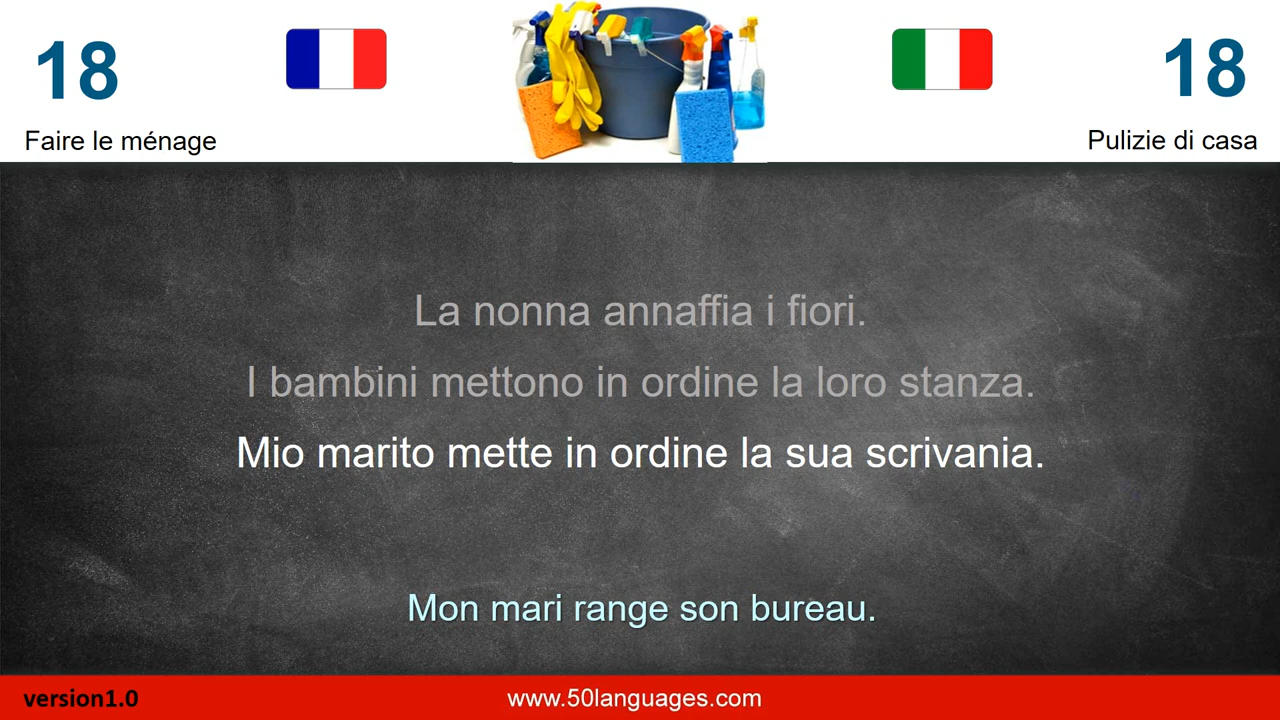 18
18
Faire le ménage
Pulizie di casa
La nonna annaffia i fiori.
I bambini mettono in ordine la loro stanza.
Mio marito mette in ordine la sua scrivania.
Mon mari range son bureau.
version1.0
www.50languages.com